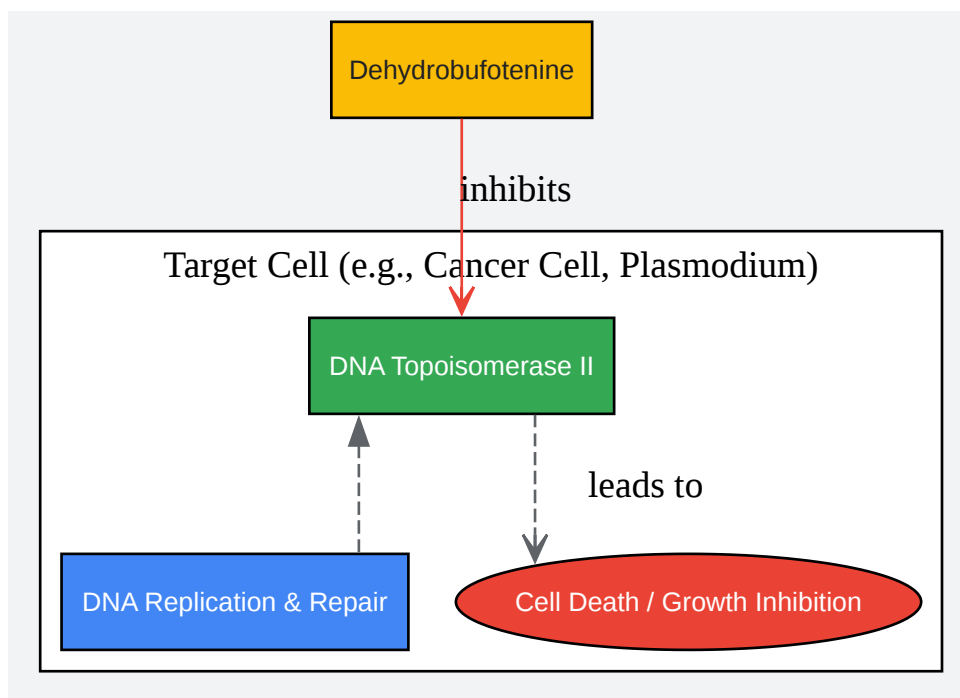 Dehydrobufotenine
inhibits
Target Cell (e.g., Cancer Cell, Plasmodium)
DNA Topoisomerase II
leads to
DNA Replication & Repair
Cell Death / Growth Inhibition